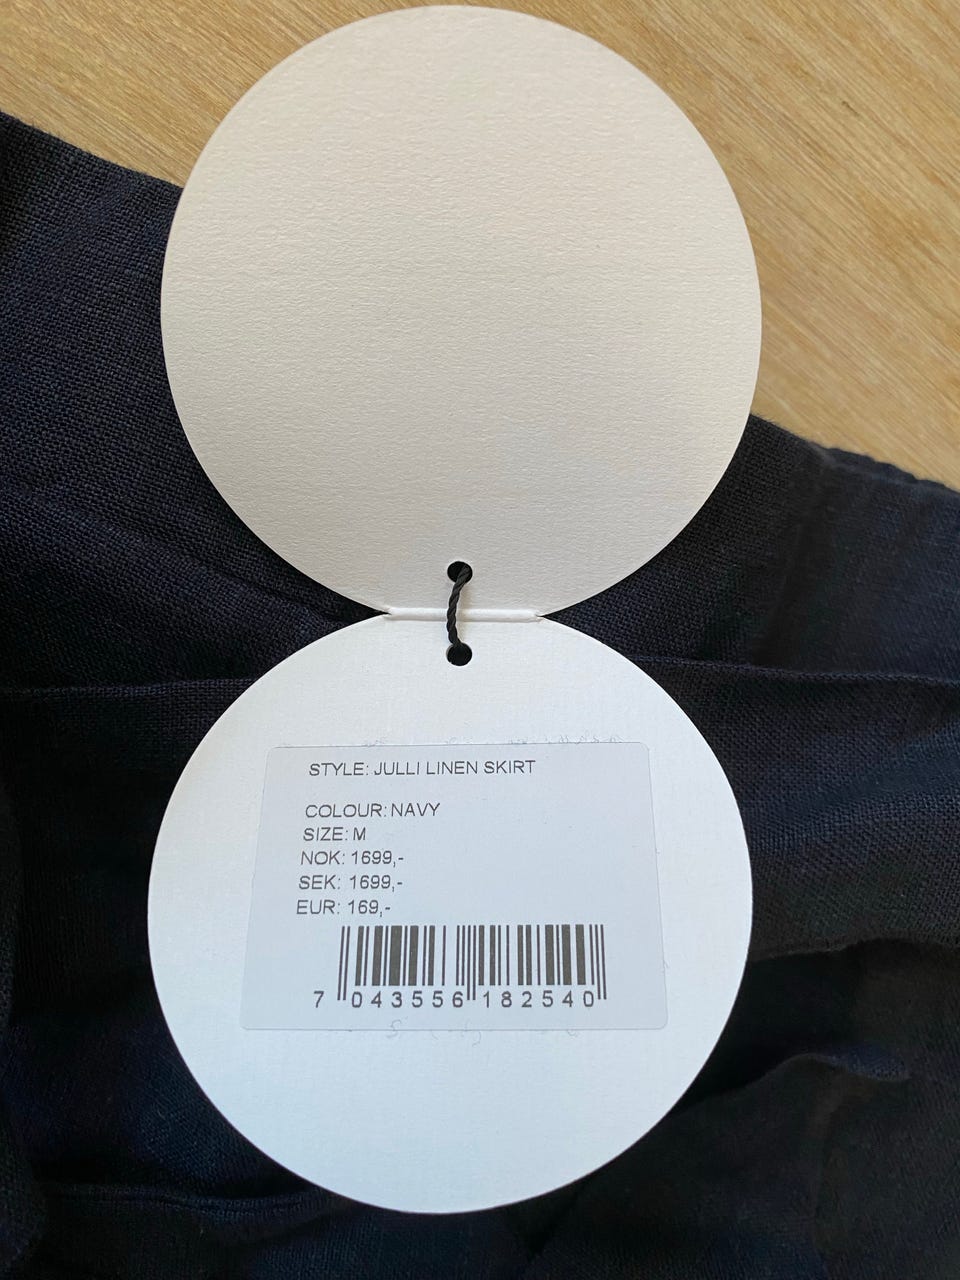 STYLE: JULLI LINEN SKIRT
COLOUR: NAVY
SIZE: M
NOK: 1699,-
SEK: 1699,-
EUR: 169,-
7 043556 182540